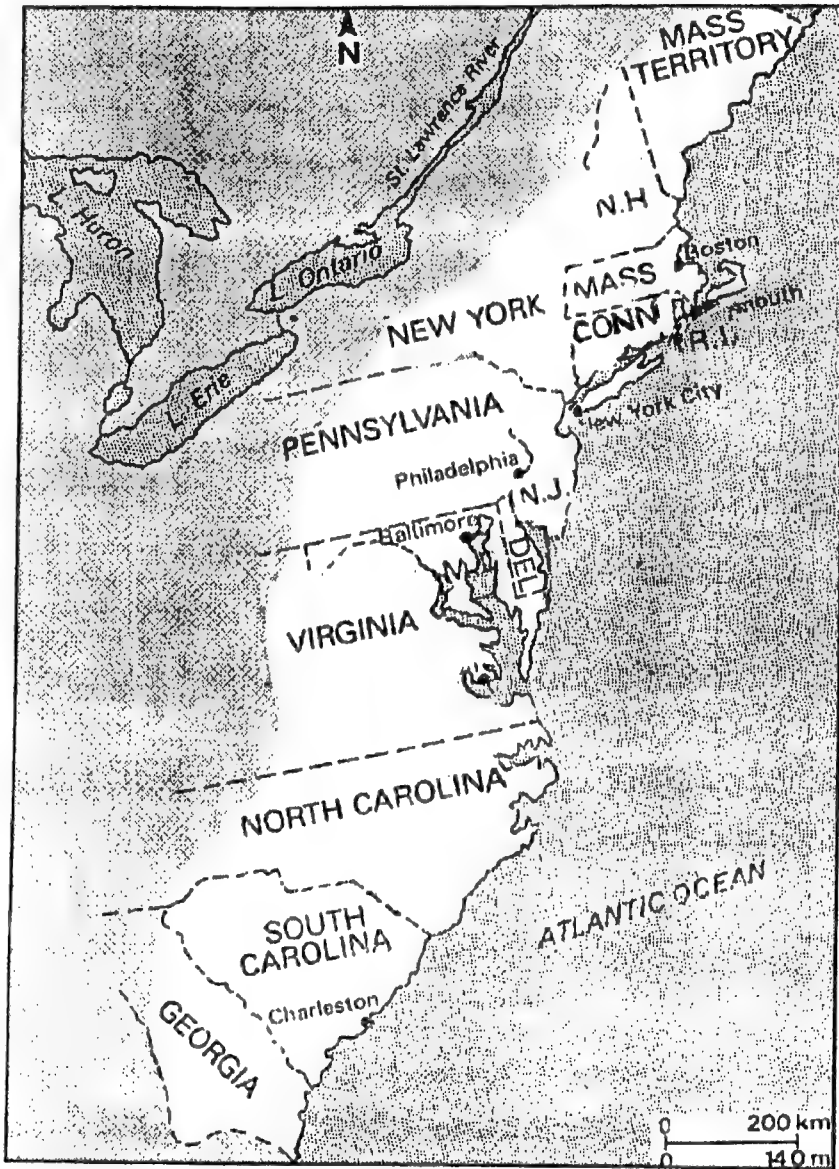 N
MASS
TERRITORY
St. Lawrence River
N.H
Huron
L. Ontario
Boston
MASS
NEW YORK
CONN
R.I.
L. Erie
New York City
PENNSYLVANIA
Philadelphia
N.J.
Baltimore
DEL
M
VIRGINIA
NORTH CAROLINA
ATLANTIC OCEAN
SOUTH
CAROLINA
Charleston
GEORGIA
0 200 km
0 140 m